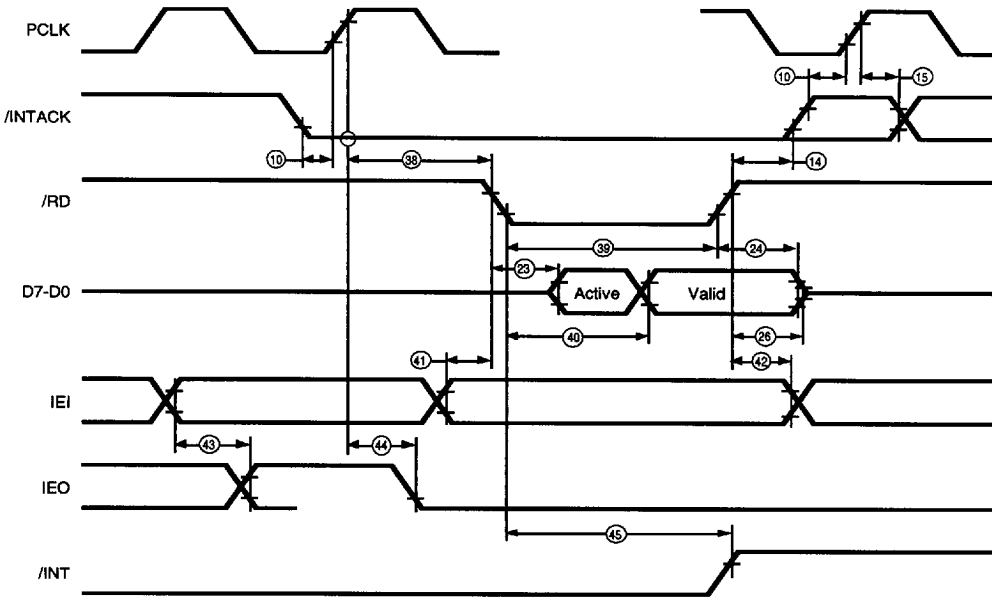 PCLK
10 15
/INTACK
10 38 14
/RD
39 24
23
D7-D0 Active Valid
40 26
41 42
IEI
43 44
IEO
45
/INT